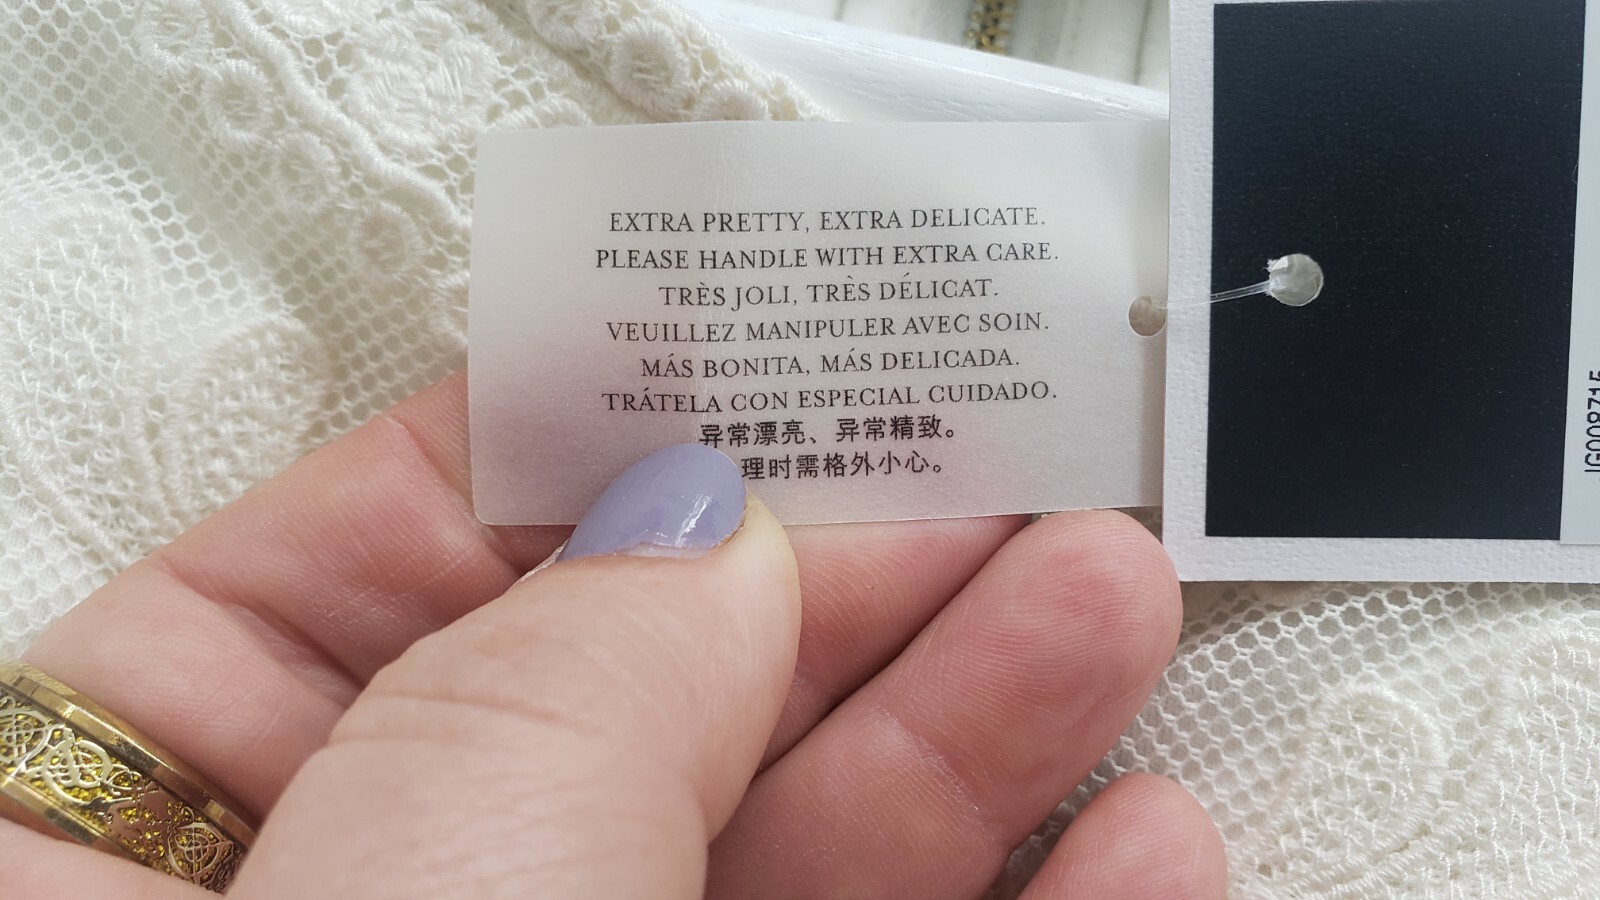 EXTRA PRETTY, EXTRA DELICATE.
PLEASE HANDLE WITH EXTRA CARE.
TRÈS JOLI, TRÈS DÉLICAT.
VEUILLEZ MANIPULER AVEC SOIN.
MÁS BONITA, MÁS DELICADA.
TRÁTELA CON ESPECIAL CUIDADO.
异常漂亮、异常精致。
理时需格外小心。